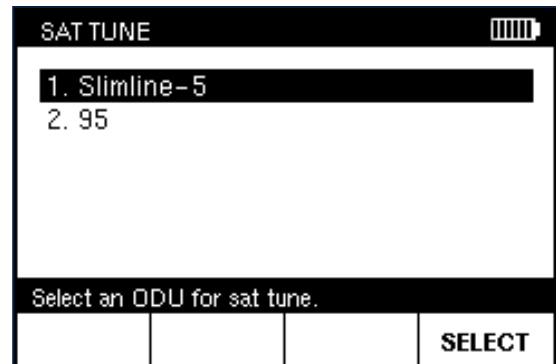 SAT TUNE
1. Slimline-5
2. 95
Select an ODU for sat tune.
SELECT